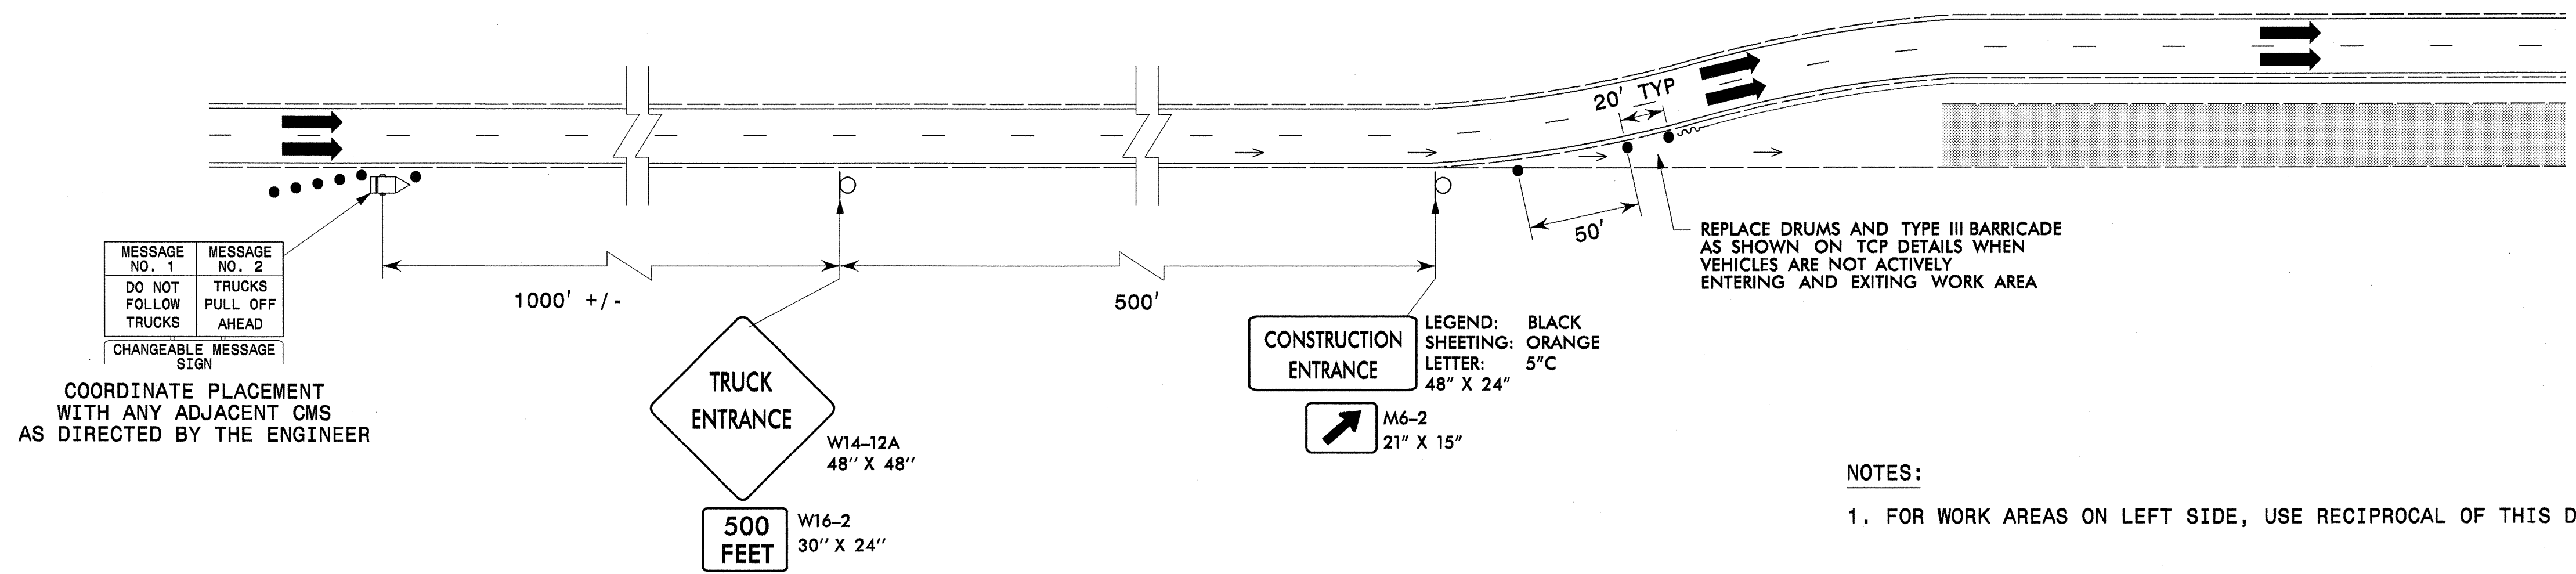 20' TYP
MESSAGE NO. 1
MESSAGE NO. 2
DO NOT FOLLOW TRUCKS
TRUCKS PULL OFF AHEAD
CHANGEABLE MESSAGE
SIGN
COORDINATE PLACEMENT
WITH ANY ADJACENT CMS
AS DIRECTED BY THE ENGINEER
1000' +/-
500'
50'
REPLACE DRUMS AND TYPE III BARRICADE
AS SHOWN ON TCP DETAILS WHEN
VEHICLES ARE NOT ACTIVELY
ENTERING AND EXITING WORK AREA
TRUCK
ENTRANCE
W14-12A
48'' X 48''
500
FEET
W16-2
30'' X 24''
CONSTRUCTION
ENTRANCE
LEGEND: BLACK
SHEETING: ORANGE
LETTER: 5"C
48" X 24"
M6-2
21" X 15"
NOTES:
1. FOR WORK AREAS ON LEFT SIDE, USE RECIPROCAL OF THIS